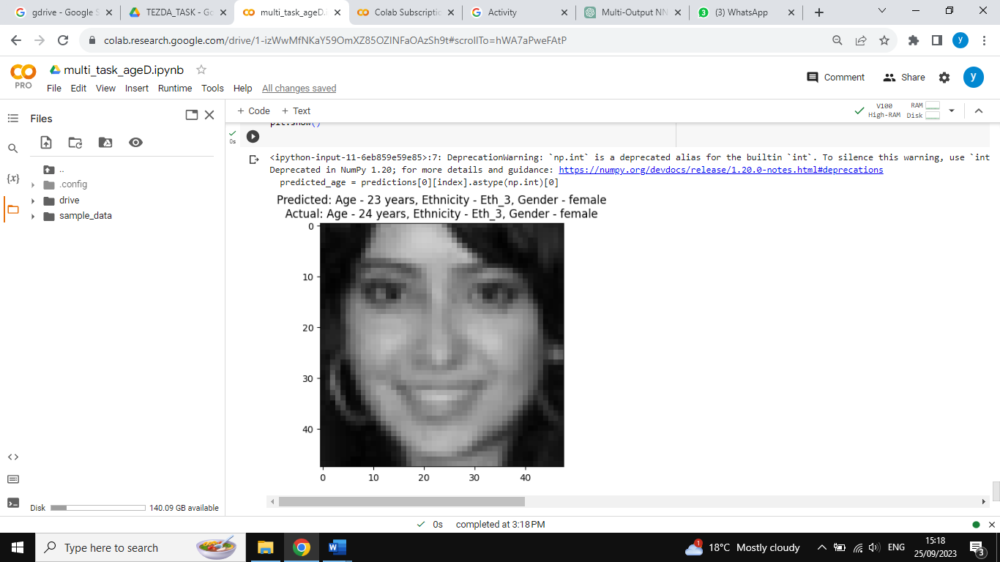 gdrive - Google S
TEZDA_TASK - Go
multi_task_ageD.i
Colab Subscriptio
Activity
Multi-Output NN
(3) WhatsApp
colab.research.google.com/drive/1-izWwMfNKaY59OmXZ85OZINFaOAzSh9t#scrollTo=hWA7aPweFAtP
y
PRO
multi_task_ageD.ipynb
File Edit View Insert Runtime Tools Help All changes saved
Comment Share y
Files
+ Code + Text
V100 High-RAM
RAM
Disk
{x}
..
.config
drive
sample_data
plt.show()
0s
<ipython-input-11-6eb859e59e85>:7: DeprecationWarning: `np.int` is a deprecated alias for the builtin `int`. To silence this warning, use `int
Deprecated in NumPy 1.20; for more details and guidance: https://numpy.org/devdocs/release/1.20.0-notes.html#deprecations
predicted_age = predictions[0][index].astype(np.int)[0]
Predicted: Age - 23 years, Ethnicity - Eth_3, Gender - female
Actual: Age - 24 years, Ethnicity - Eth_3, Gender - female
0
10
20
30
40
0 10 20 30 40
Disk 140.09 GB available
0s completed at 3:18 PM
Type here to search
1
18°C Mostly cloudy
ENG
15:18
25/09/2023
3